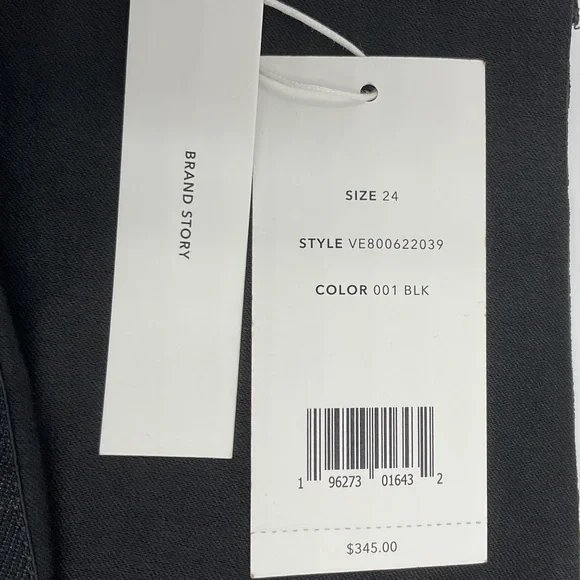 BRAND STORY
SIZE 24
STYLE VE800622039
COLOR 001 BLK
1 96273 01643 2
$345.00